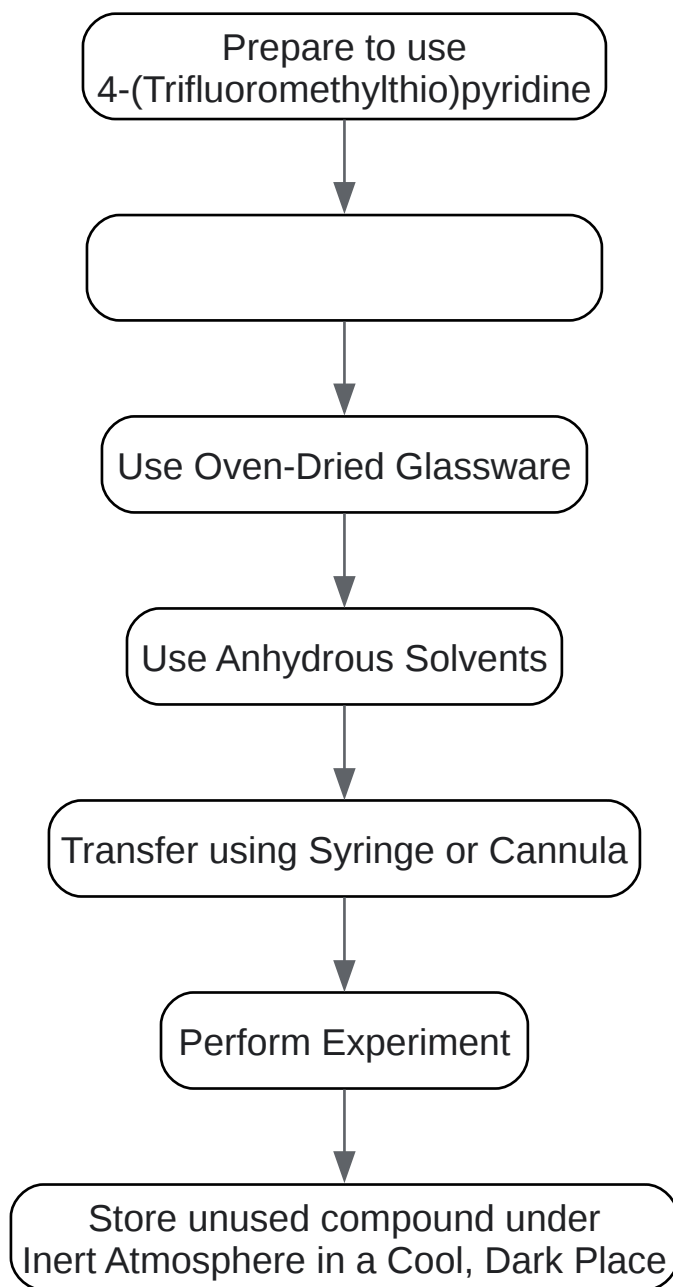 Prepare to use
4-(Trifluoromethylthio)pyridine
Use Oven-Dried Glassware
Use Anhydrous Solvents
Transfer using Syringe or Cannula
Perform Experiment
Store unused compound under
Inert Atmosphere in a Cool, Dark Place